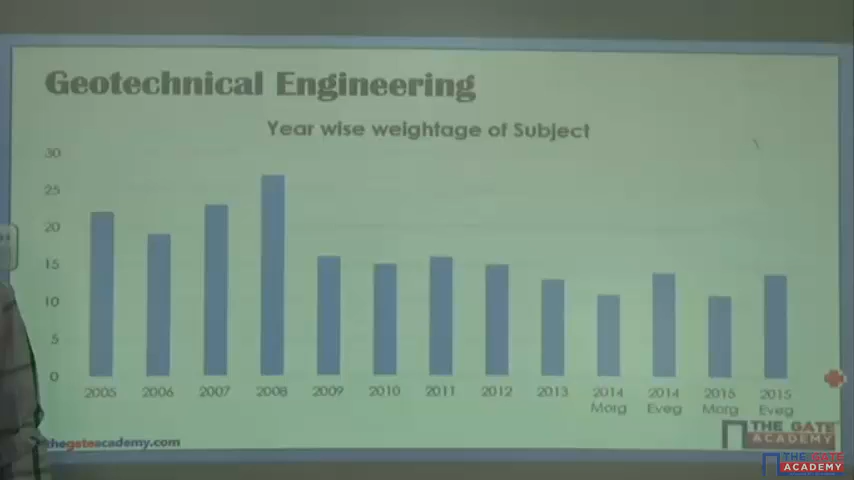 Geotechnical Engineering
Year wise weightage of Subject
30
25
20
15
10
5
0
2005 2006 2007 2008 2009 2010 2011 2012 2013 2014 Morg 2014 Eveg 2015 Morg 2015 Eveg
thegateacademy.com
THE GATE
ACADEMY
THE GATE
ACADEMY